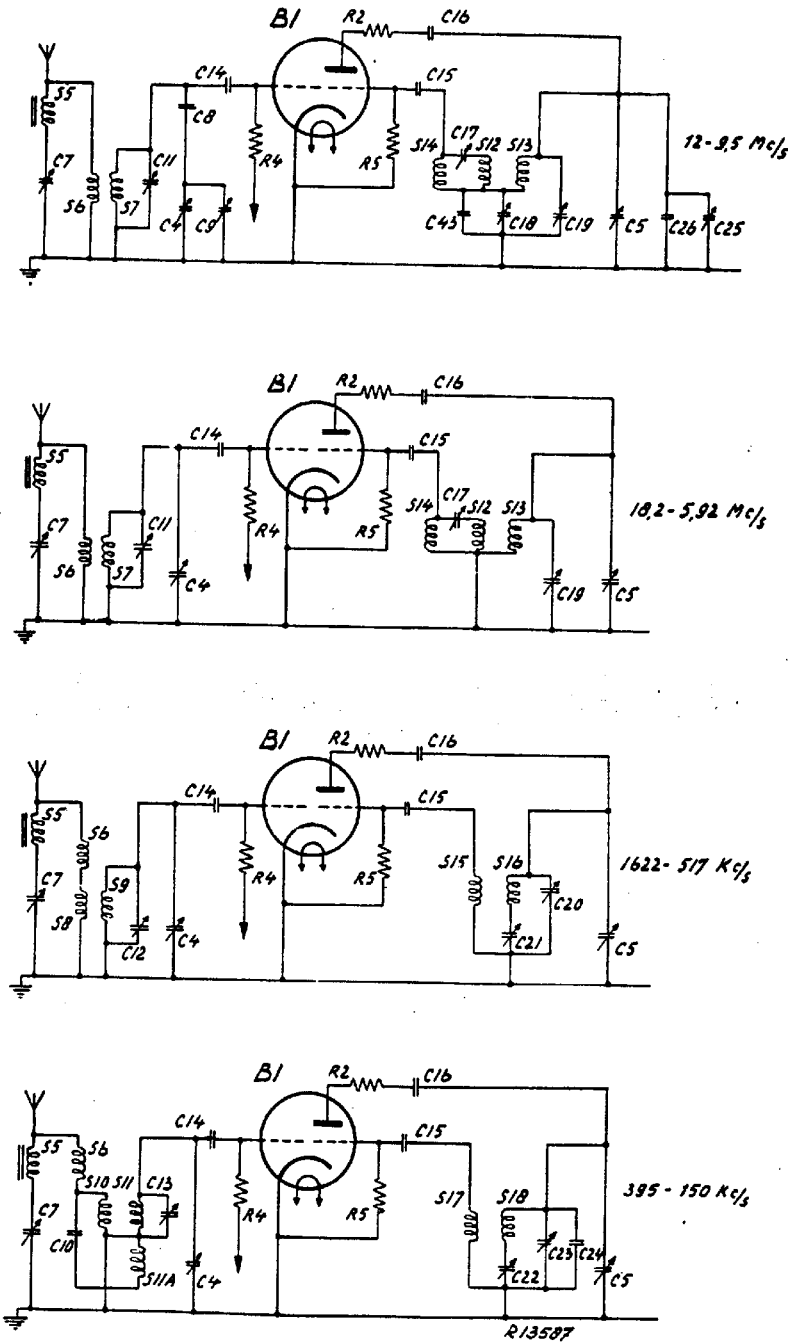 B1
R2
C16
S5
C14
C15
C8
C7
C11
R4
R5
S14
C17
S12
S13
12-9,5 Mc/s
S6
S7
C4
C9
C43
C18
C19
C5
C26
C25
B1
R2
C16
S5
C14
C15
C7
C11
R4
R5
S14
C17
S12
S13
18,2-5,92 Mc/s
S6
S7
C4
C19
C5
B1
R2
C16
S5
S6
C14
C15
C7
S9
R4
R5
S15
S16
C20
1622-517 Kc/s
S8
C12
C4
C21
C5
B1
R2
C16
S5
S6
C14
C15
S10
S11
C13
C7
R4
R5
S17
S18
395-150 Kc/s
C10
S11A
C4
C22
C23
C24
C5
R13587